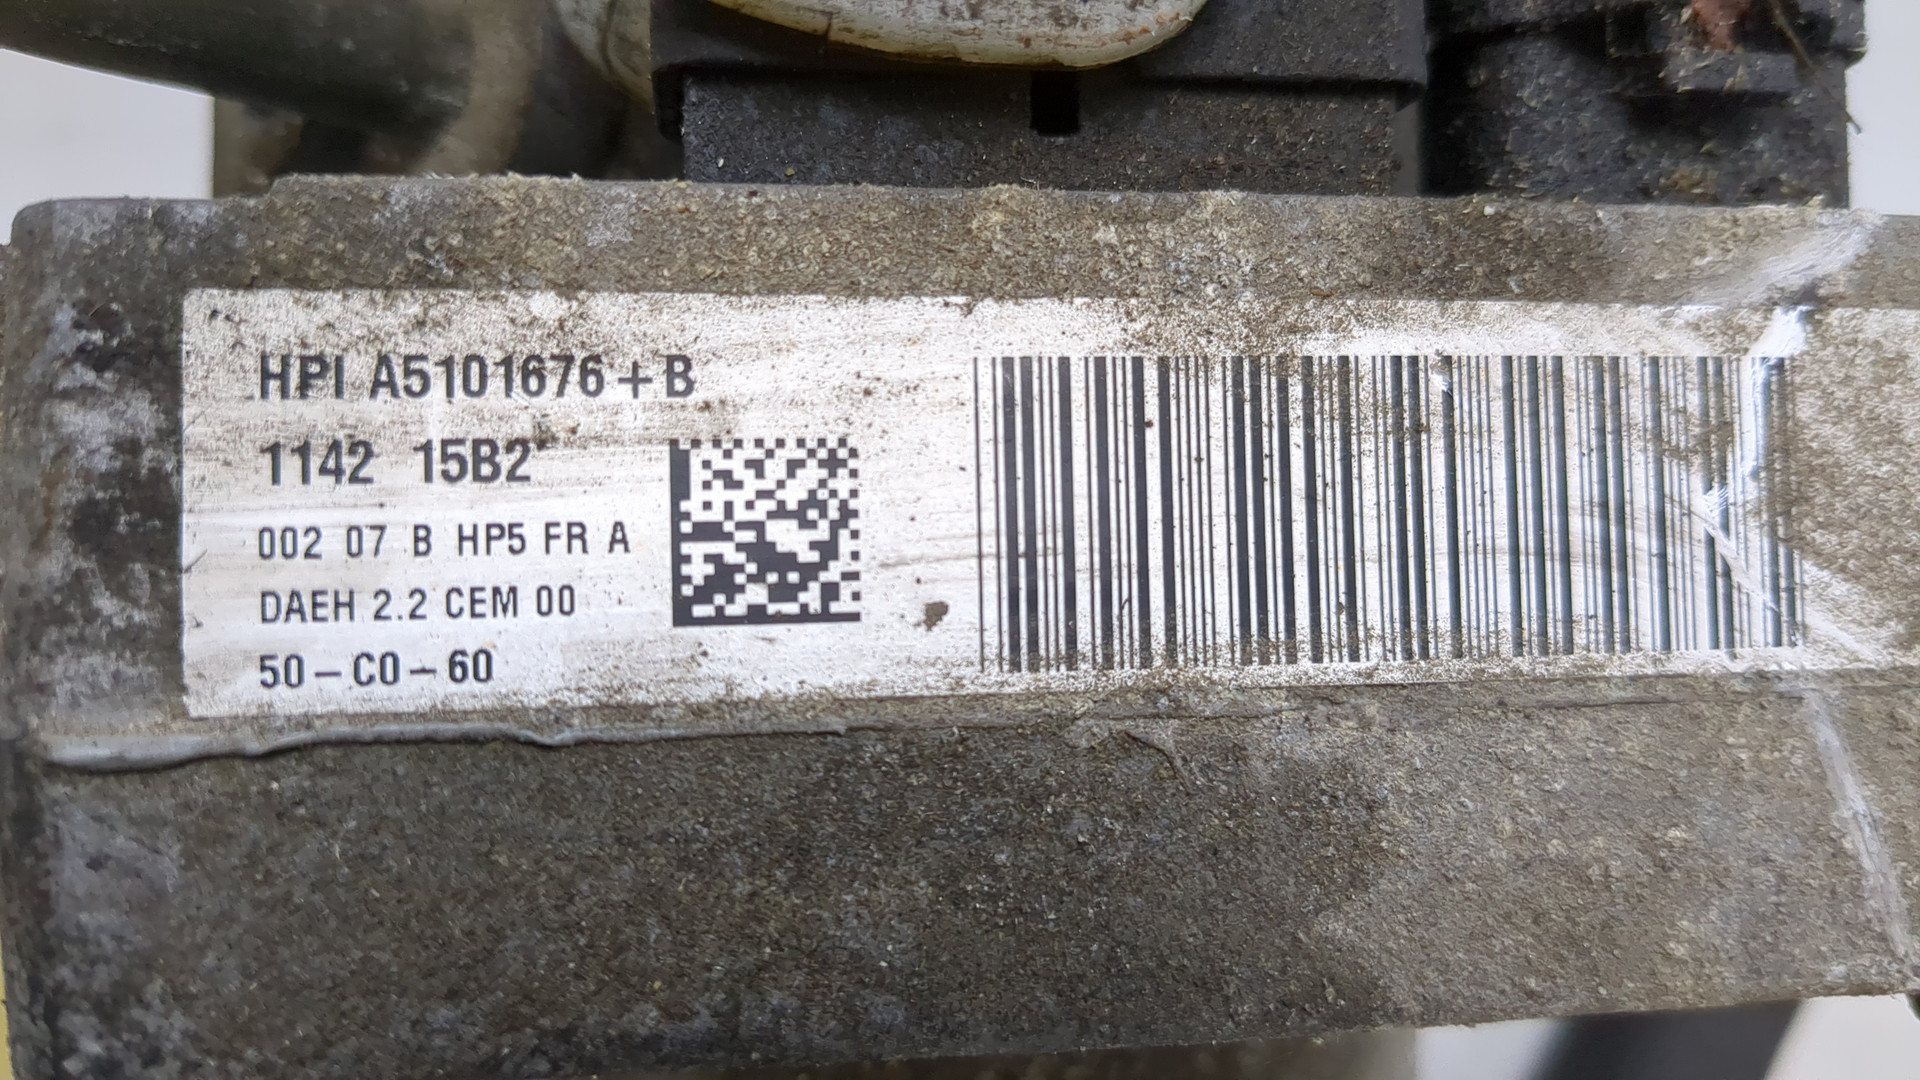 HPI A5101676+B
1142 15B2
002 07 B HP5 FR A
DAEH 2.2 CEM 00
50-C0-60